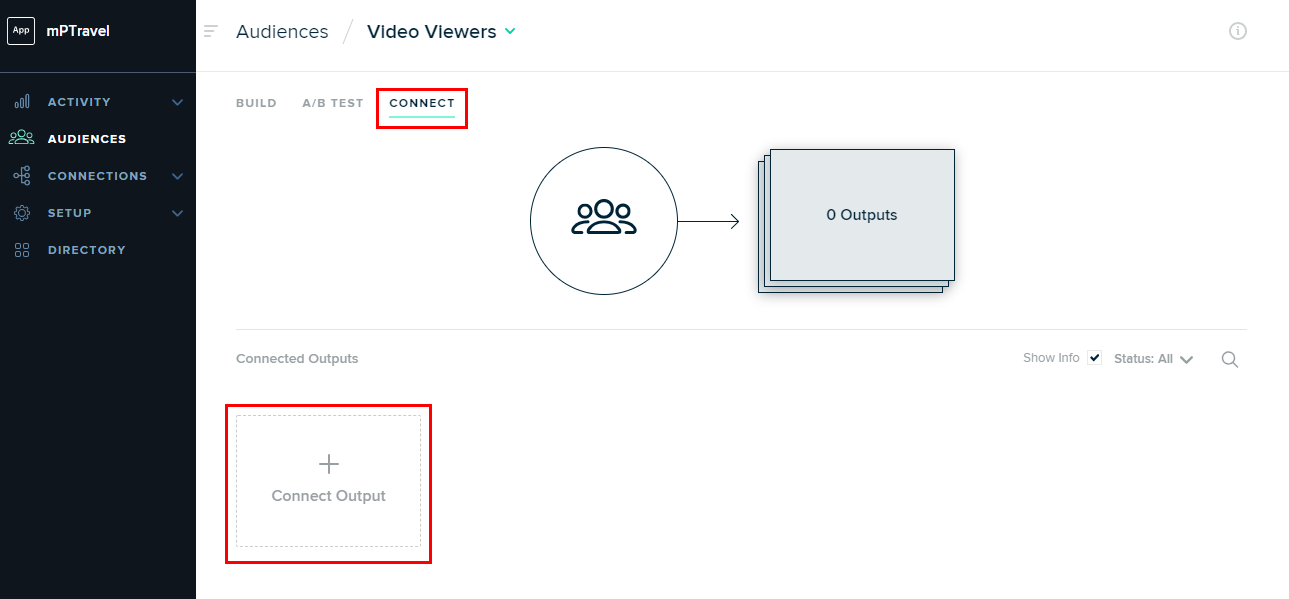 App mPTravel
Audiences / Video Viewers
ACTIVITY
AUDIENCES
CONNECTIONS
SETUP
DIRECTORY
BUILD A/B TEST CONNECT
0 Outputs
Connected Outputs Show Info Status: All
Connect Output